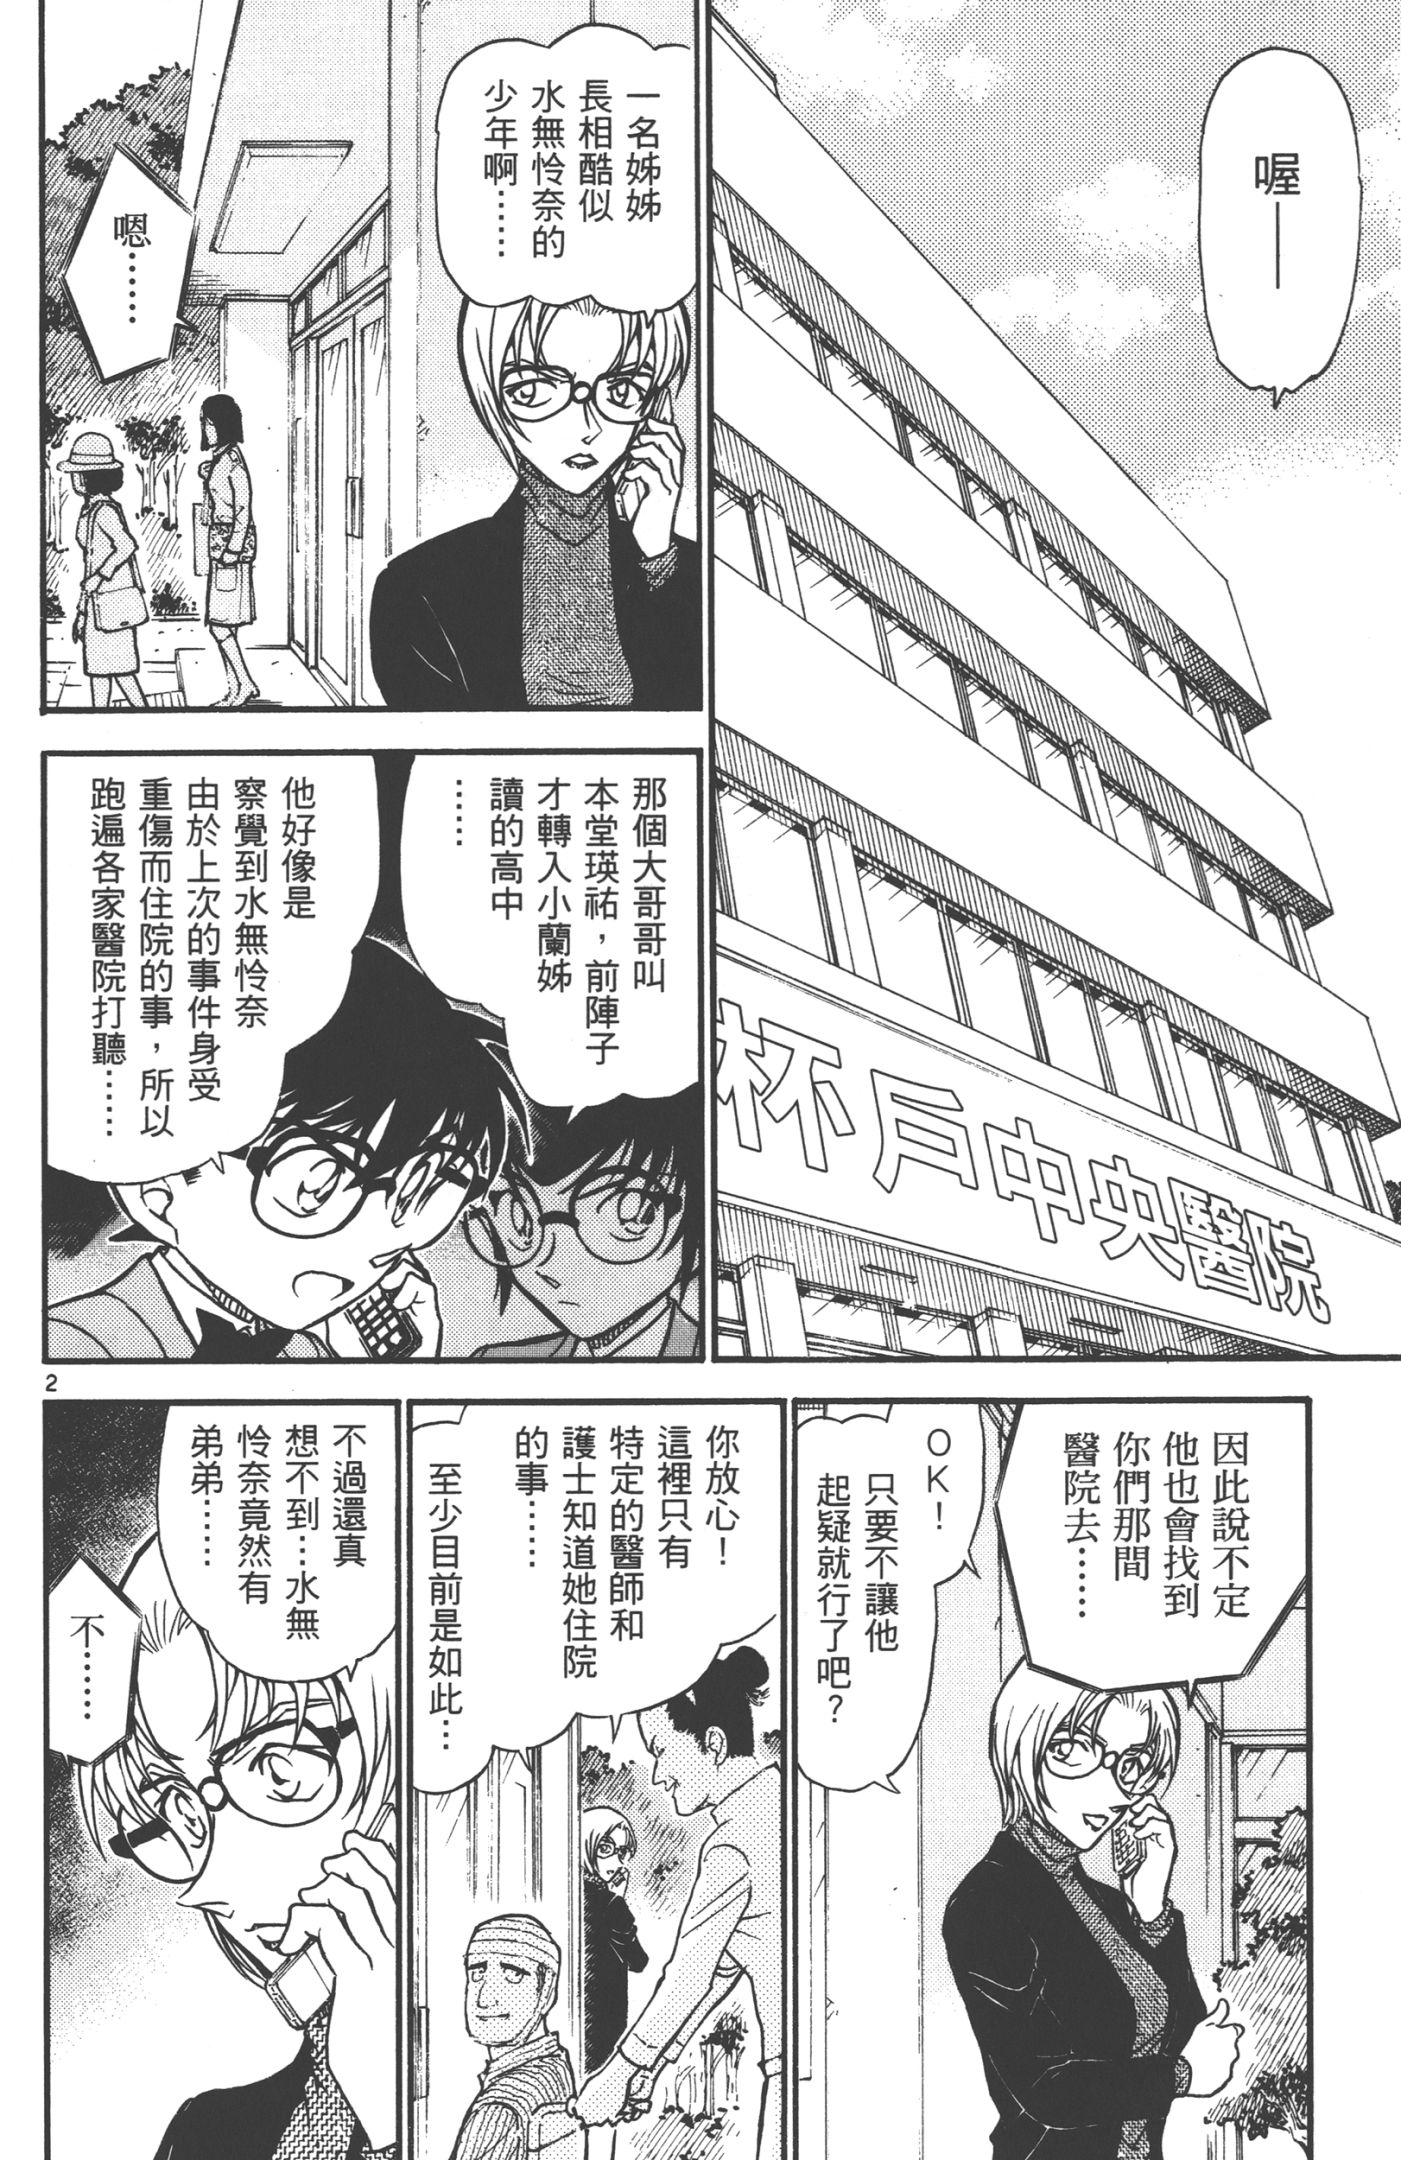 喔──
杯戶中央醫院
一名姊姊
長相酷似
水無怜奈的
少年啊……
嗯……
那個大哥哥叫
本堂瑛祐，前陣子
才轉入小蘭姊
讀的高中
……
他好像是
察覺到水無怜奈
由於上次的事件身受
重傷而住院的事，所以
跑遍各家醫院打聽……
2
因此說不定
他也會找到
你們那間
醫院去……
OK！
只要不讓他
起疑就行了吧？
你放心！
這裡只有
特定的醫師和
護士知道她住院
的事……
至少目前是如此…
不過還真
想不到…水無
怜奈竟然有
弟弟……
不……